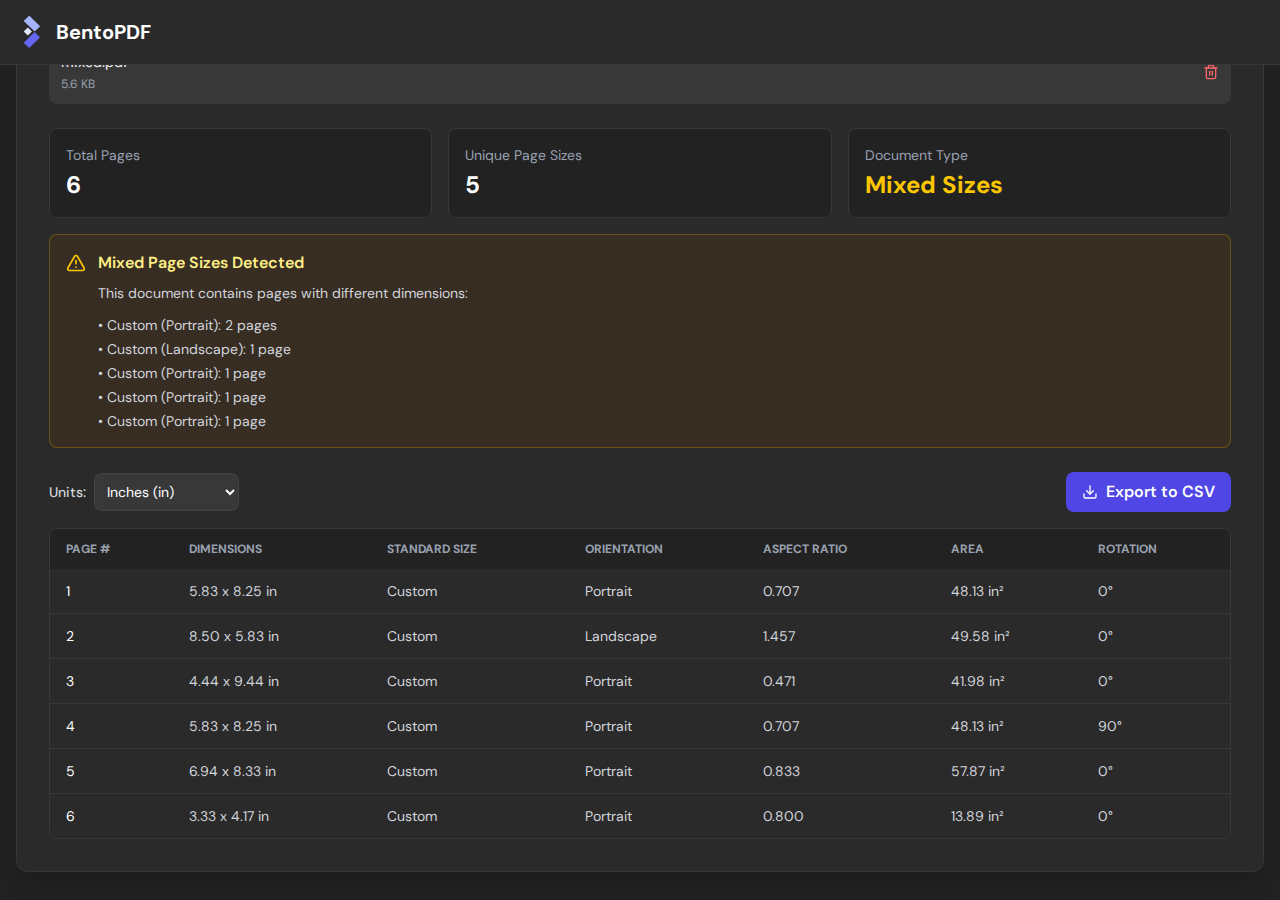 BentoPDF
mixed.pdf
5.6 KB
Total Pages
6
Unique Page Sizes
5
Document Type
Mixed Sizes
Mixed Page Sizes Detected
This document contains pages with different dimensions:
• Custom (Portrait): 2 pages
• Custom (Landscape): 1 page
• Custom (Portrait): 1 page
• Custom (Portrait): 1 page
• Custom (Portrait): 1 page
Units: Inches (in) Export to CSV
PAGE # DIMENSIONS STANDARD SIZE ORIENTATION ASPECT RATIO AREA ROTATION
1 5.83 x 8.25 in Custom Portrait 0.707 48.13 in² 0°
2 8.50 x 5.83 in Custom Landscape 1.457 49.58 in² 0°
3 4.44 x 9.44 in Custom Portrait 0.471 41.98 in² 0°
4 5.83 x 8.25 in Custom Portrait 0.707 48.13 in² 90°
5 6.94 x 8.33 in Custom Portrait 0.833 57.87 in² 0°
6 3.33 x 4.17 in Custom Portrait 0.800 13.89 in² 0°